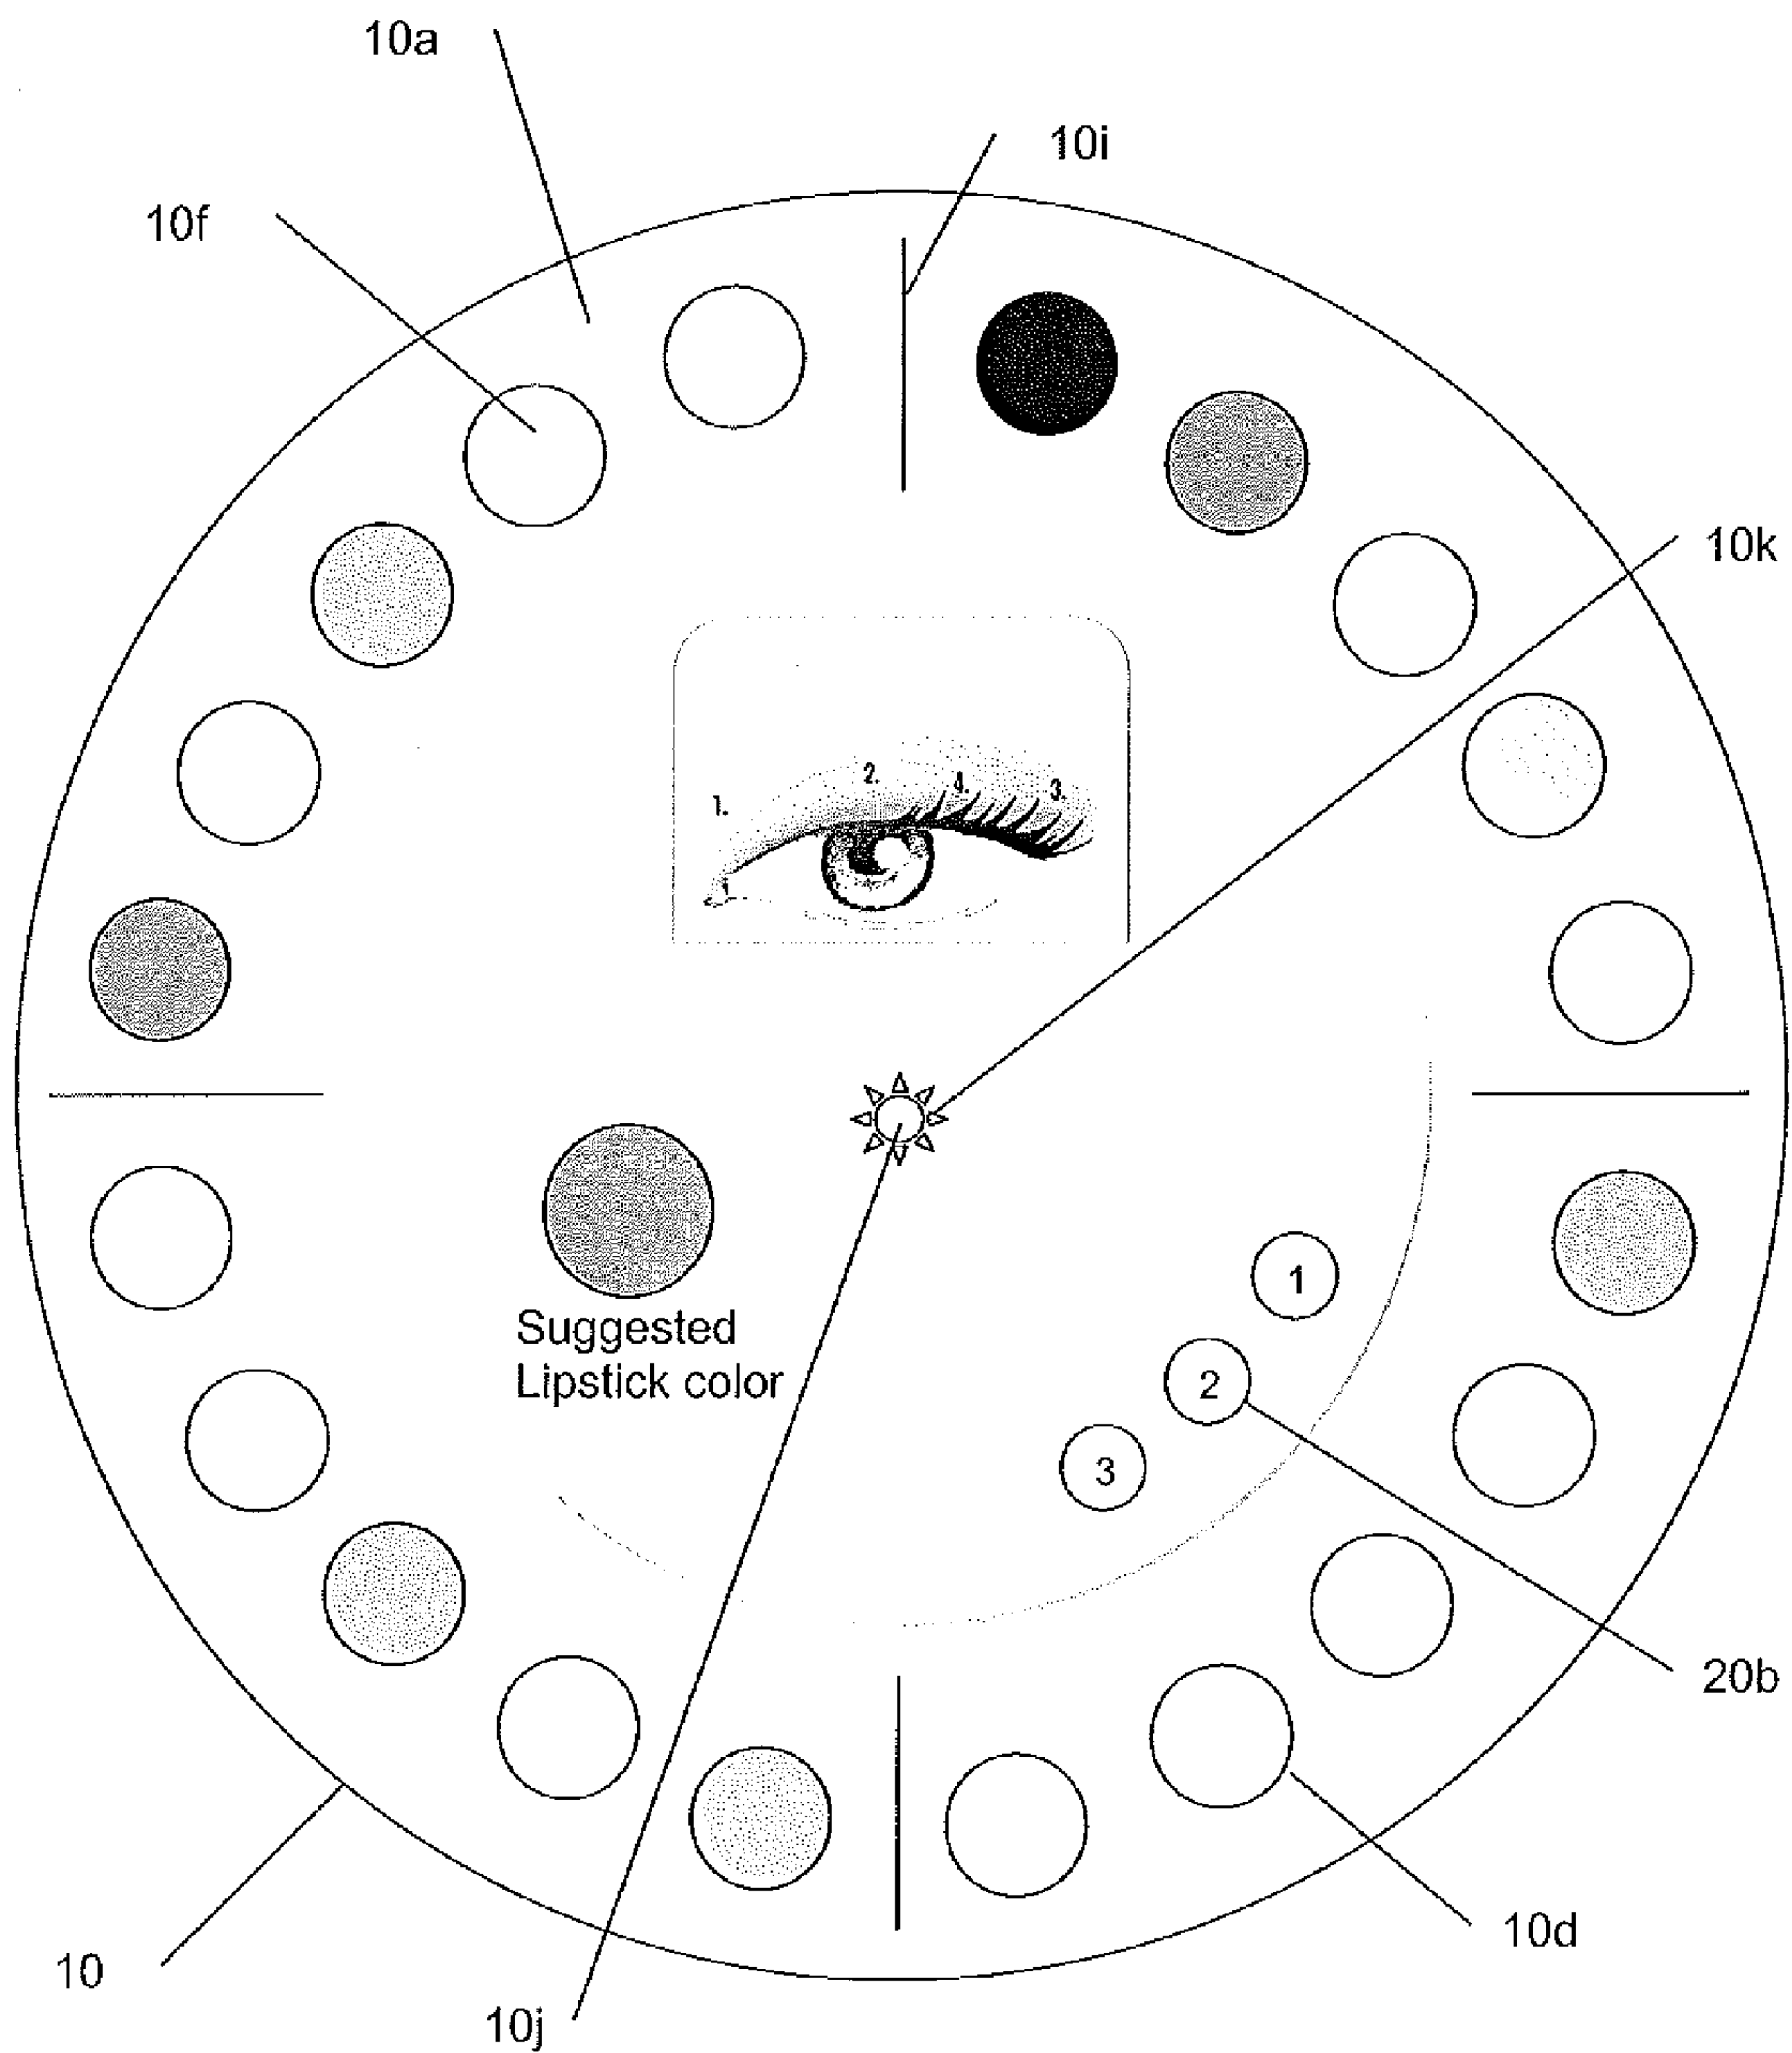 10a
10i
10f
10k
2.
4.
3.
1.
1
Suggested
2
Lipstick color
3
20b
10d
10
10j